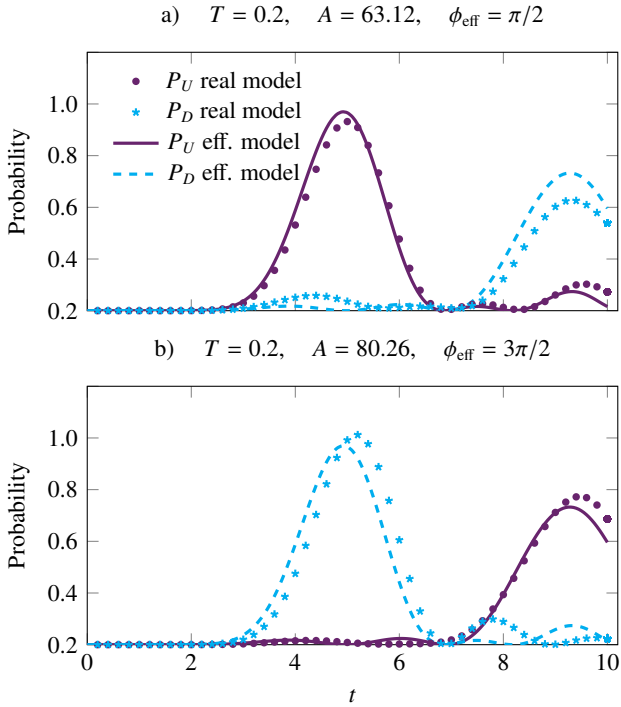 a) T = 0.2, A = 63.12, ϕeff = π/2
P_U real model
P_D real model
P_U eff. model
P_D eff. model
1.0
0.8
0.6
0.4
0.2
Probability
b) T = 0.2, A = 80.26, ϕeff = 3π/2
1.0
0.8
0.6
0.4
0.2
Probability
0 2 4 6 8 10
t